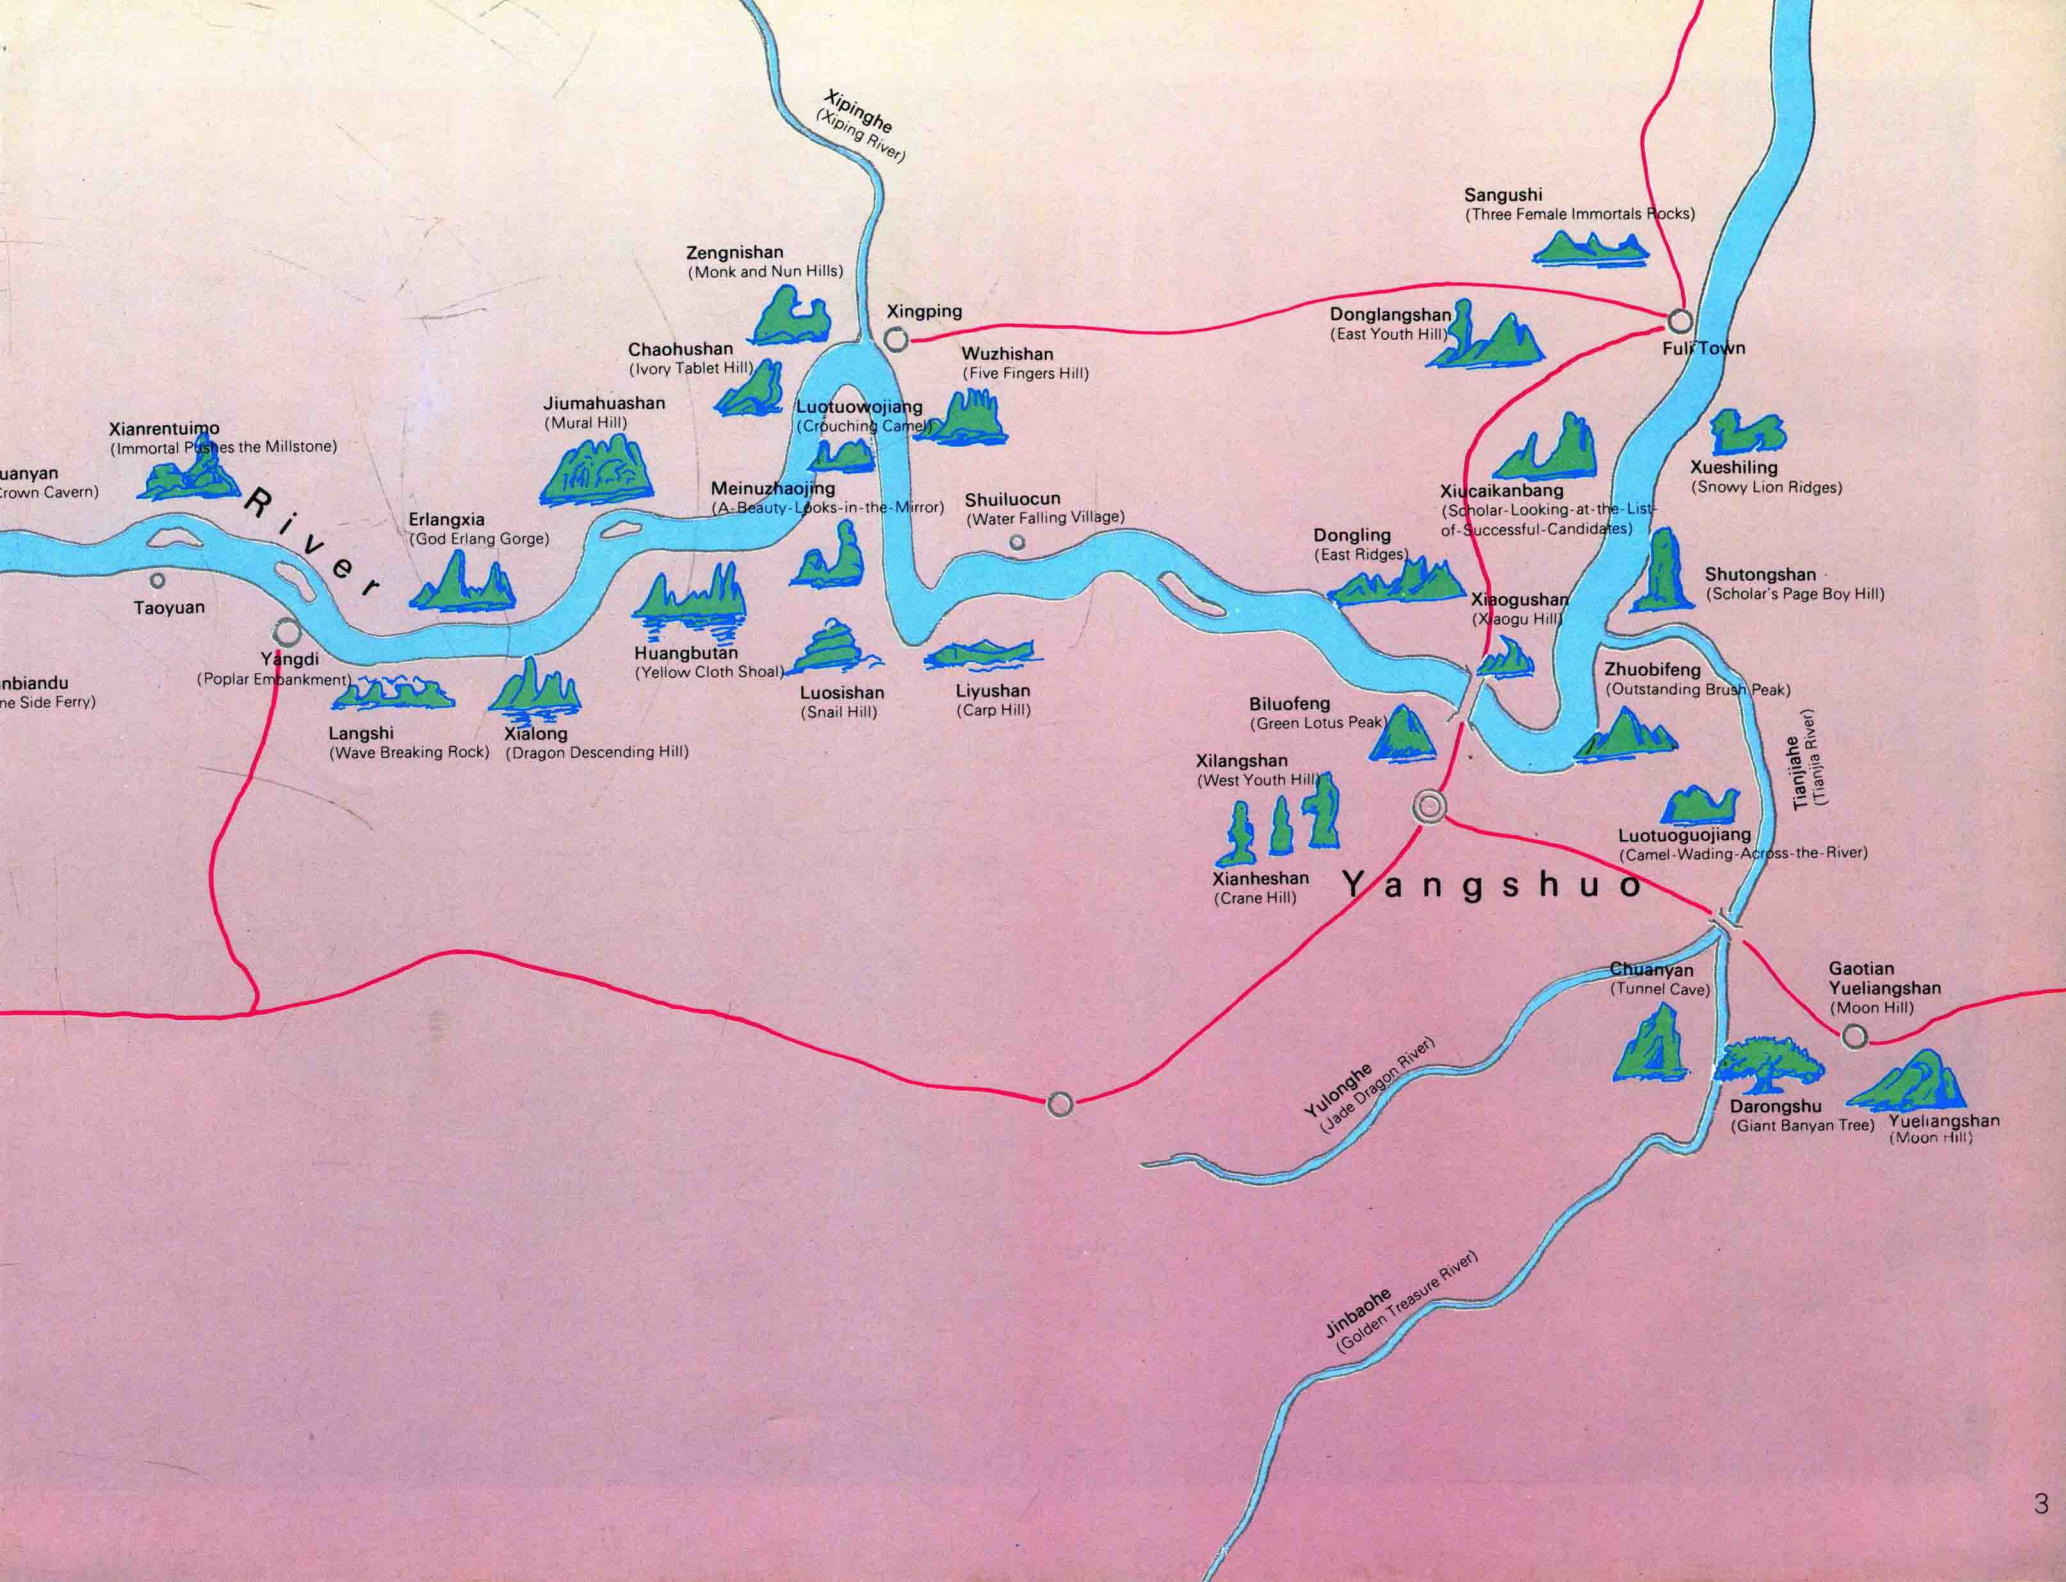 Xipinghe
(Xiping River)
Sangushi
(Three Female Immortals Rocks)
Zengnishan
(Monk and Nun Hills)
Xingping
Donglangshan
(East Youth Hill)
Fuli Town
Chaohushan
(Ivory Tablet Hill)
Wuzhishan
(Five Fingers Hill)
Jiumahuashan
(Mural Hill)
Luotuowojiang
(Crouching Camel)
Xianrentuimo
(Immortal Pushes the Millstone)
uanyan
Crown Cavern)
River
Xueshiling
(Snowy Lion Ridges)
Meinuzhaojing
(A-Beauty-Looks-in-the-Mirror)
Shuiluocun
(Water Falling Village)
Xiucaikanbang
(Scholar-Looking-at-the-List-
of-Successful-Candidates)
Erlangxia
(God Erlang Gorge)
Dongling
(East Ridges)
Shutongshan
(Scholar's Page Boy Hill)
Taoyuan
Xiaogushan
(Xiaogu Hill)
Yangdi
(Poplar Embankment)
Huangbutan
(Yellow Cloth Shoal)
Zhuobifeng
(Outstanding Brush Peak)
nbiandu
ne Side Ferry)
Luosishan
(Snail Hill)
Liyushan
(Carp Hill)
Biluofeng
(Green Lotus Peak)
Langshi
(Wave Breaking Rock)
Xialong
(Dragon Descending Hill)
Tianjiahe
(Tianjia River)
Xilangshan
(West Youth Hill)
Luotuoguojiang
(Camel-Wading-Across-the-River)
Xianheshan
(Crane Hill)
Yangshuo
Chuanyan
(Tunnel Cave)
Gaotian
Yueliangshan
(Moon Hill)
Yulonghe
(Jade Dragon River)
Darongshu
(Giant Banyan Tree)
Yueliangshan
(Moon Hill)
Jinbaohe
(Golden Treasure River)
3